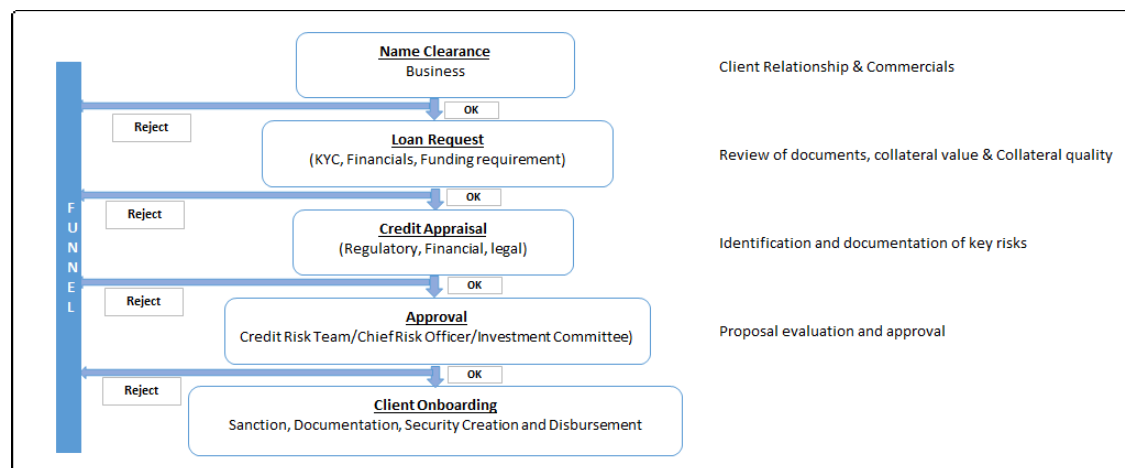 Name Clearance
Business
Client Relationship & Commercials
OK
Reject
Loan Request
(KYC, Financials, Funding requirement)
Review of documents, collateral value & Collateral quality
OK
Reject
Credit Appraisal
(Regulatory, Financial, legal)
Identification and documentation of key risks
OK
Reject
Approval
Credit Risk Team/Chief Risk Officer/Investment Committee)
Proposal evaluation and approval
OK
Reject
Client Onboarding
Sanction, Documentation, Security Creation and Disbursement
FUNNEL